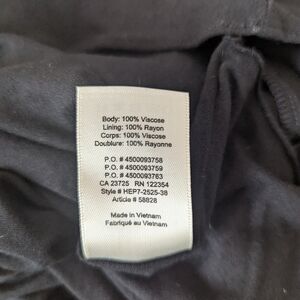 Body: 100% Viscose
Lining: 100% Rayon
Corps: 100% Viscose
Doublure: 100% Rayonne
P.O. # 4500093758
P.O. # 4500093759
P.O. # 4500093763
CA 23725 RN 122354
Style # HEP7-2525-38
Article # 58828
Made in Vietnam
Fabriqué au Vietnam